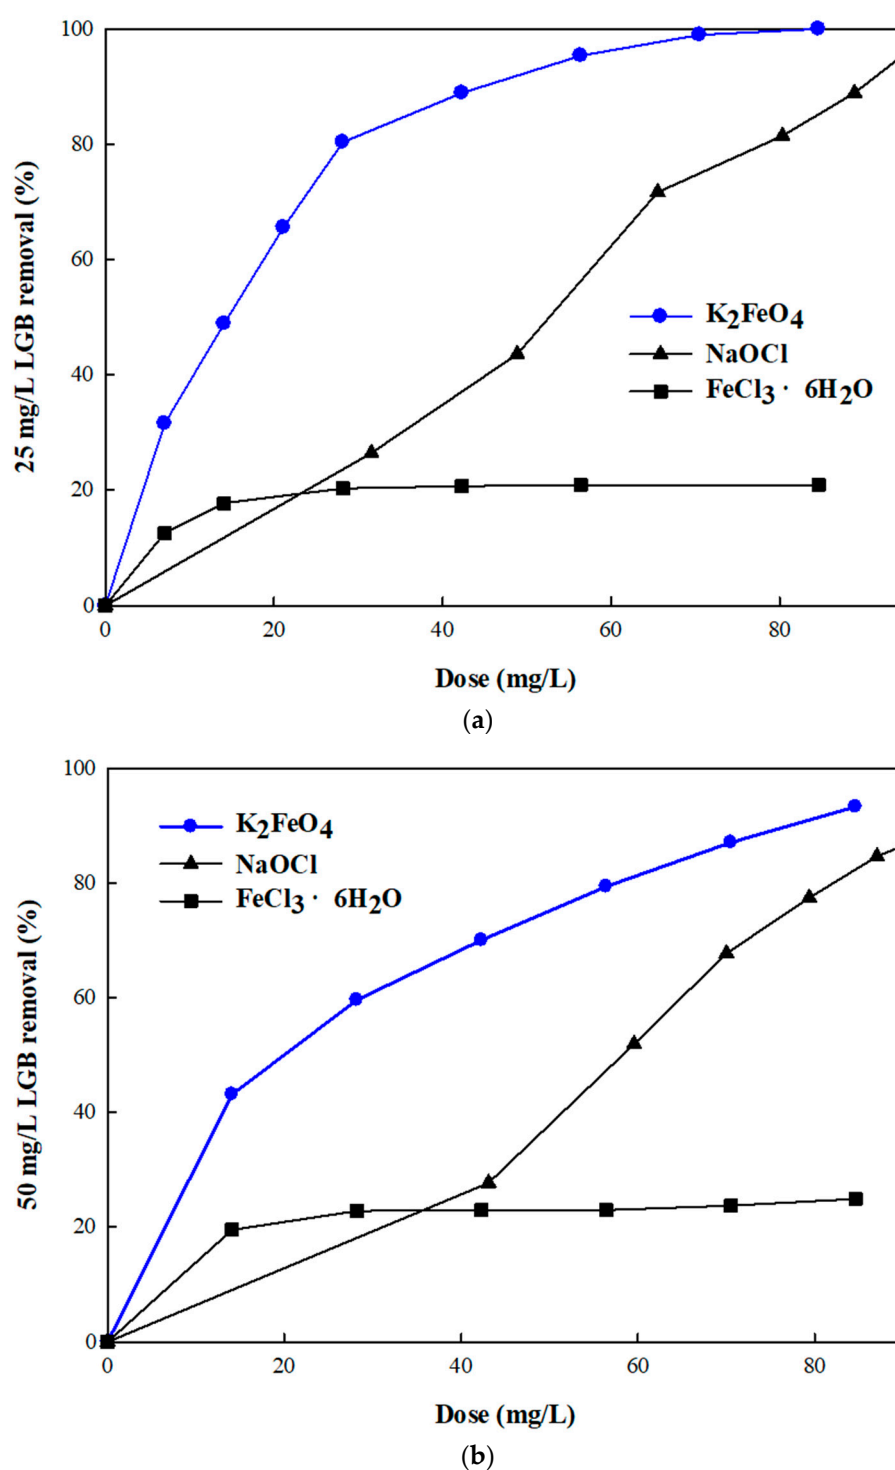 100
80
60
40
20
0
25 mg/L LGB removal (%)
K₂FeO₄
NaOCl
FeCl₃ · 6H₂O
0 20 40 60 80
Dose (mg/L)
(a)
100
80
60
40
20
0
50 mg/L LGB removal (%)
K₂FeO₄
NaOCl
FeCl₃ · 6H₂O
0 20 40 60 80
Dose (mg/L)
(b)